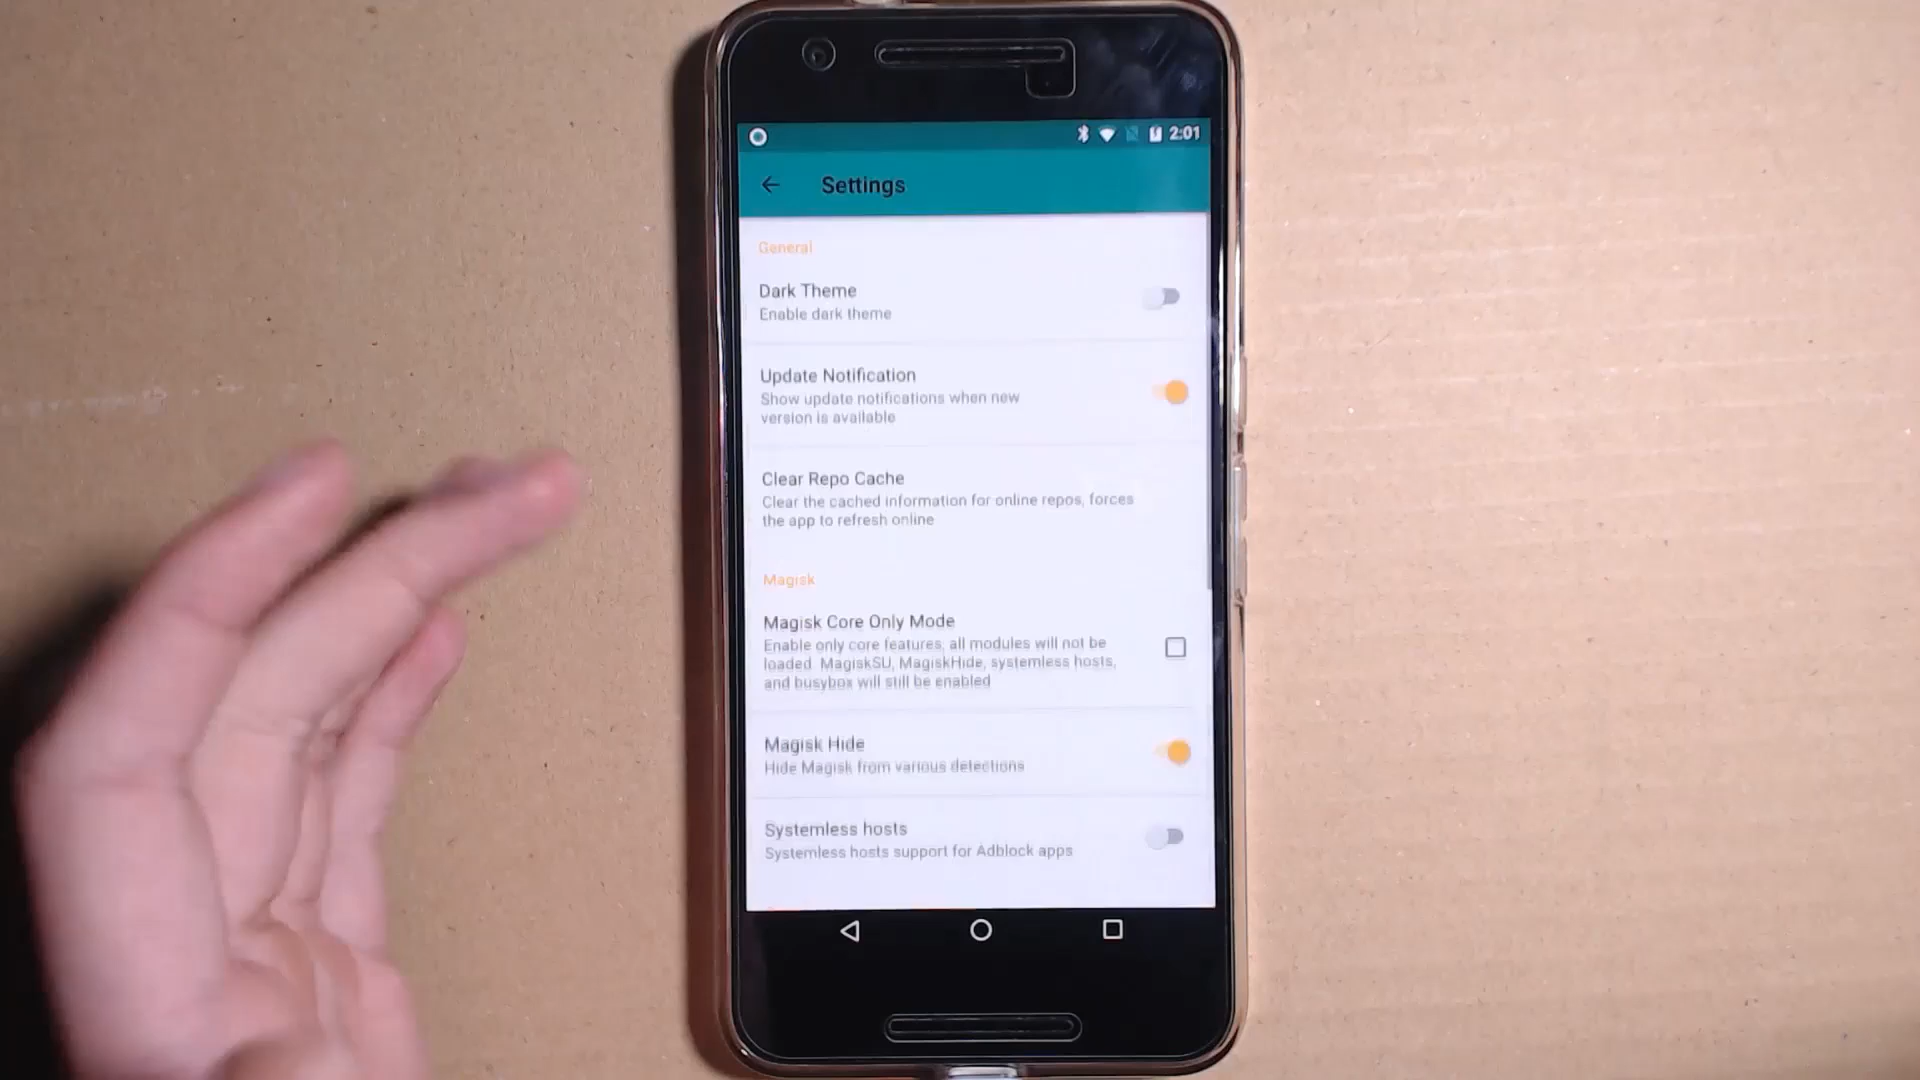 2:01
Settings
General
Dark Theme
Enable dark theme
Update Notification
Show update notifications when new
version is available
Clear Repo Cache
Clear the cached information for online repos, forces
the app to refresh online
Magisk
Magisk Core Only Mode
Enable only core features, all modules will not be
loaded. MagiskSU, MagiskHide, systemless hosts,
and busybox will still be enabled
Magisk Hide
Hide Magisk from various detections
Systemless hosts
Systemless hosts support for Adblock apps